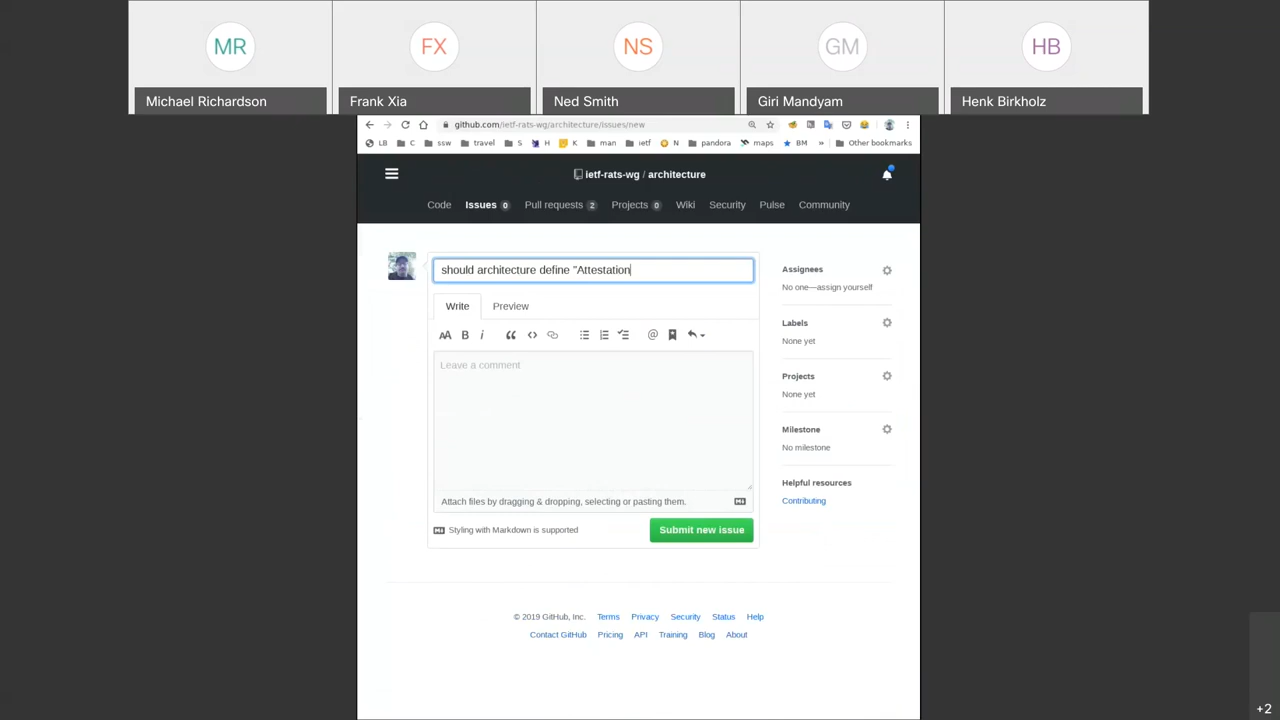 MR
FX
NS
GM
HB
Michael Richardson
Frank Xia
Ned Smith
Giri Mandyam
Henk Birkholz
github.com/ietf-rats-wg/architecture/issues/new
LB C ssw travel S H K man ietf N pandora maps BM » Other bookmarks
ietf-rats-wg / architecture
Code Issues 0 Pull requests 2 Projects 0 Wiki Security Pulse Community
should architecture define "Attestation
Write Preview
AA B i
Leave a comment
Attach files by dragging & dropping, selecting or pasting them.
Styling with Markdown is supported
Submit new issue
Assignees
No one—assign yourself
Labels
None yet
Projects
None yet
Milestone
No milestone
Helpful resources
Contributing
© 2019 GitHub, Inc. Terms Privacy Security Status Help
Contact GitHub Pricing API Training Blog About
+2